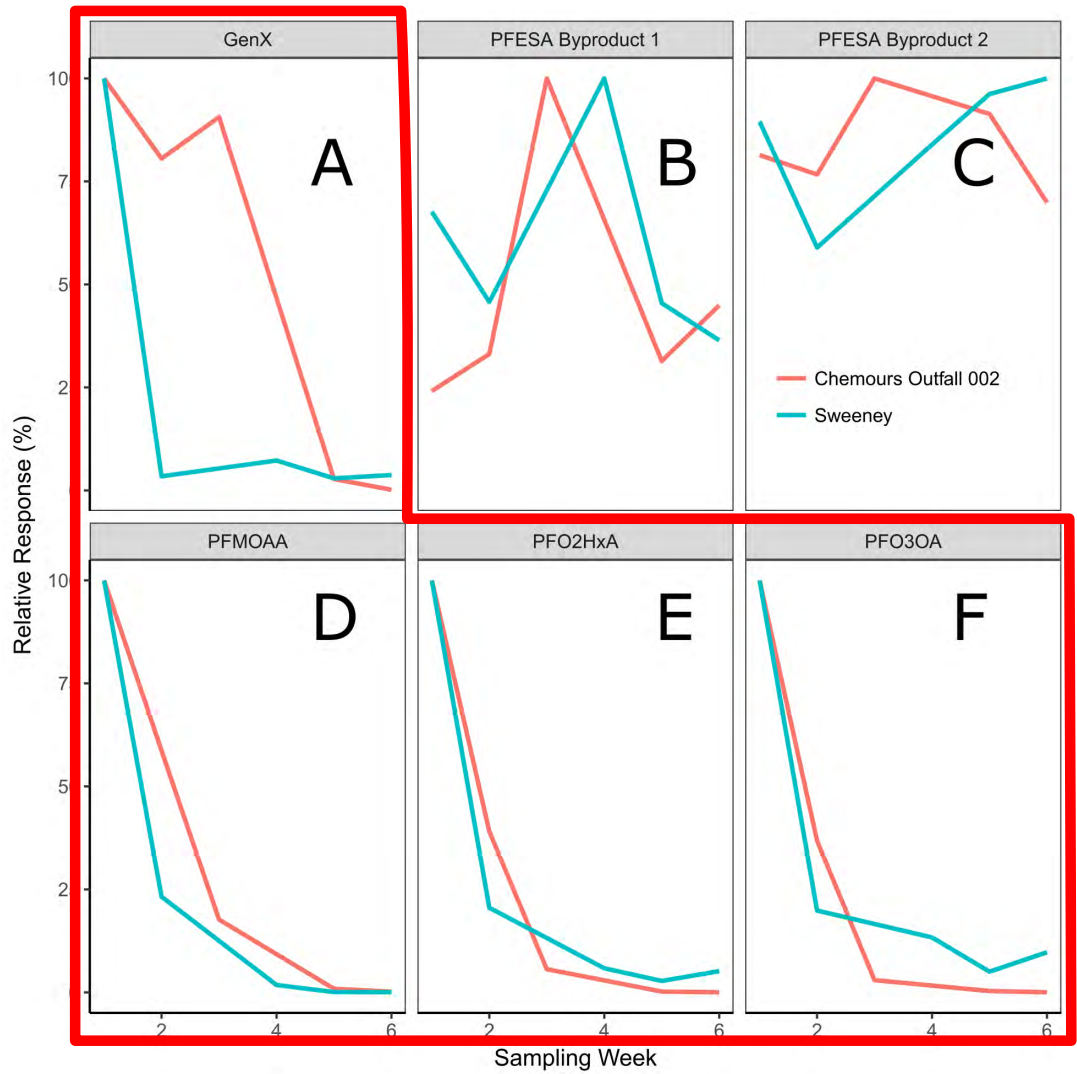 GenX
PFESA Byproduct 1
PFESA Byproduct 2
10
7
5
2
A
B
C
Chemours Outfall 002
Sweeney
Relative Response (%)
PFMOAA
PFO2HxA
PFO3OA
10
7
5
2
D
E
F
2 4 6
2 4 6
2 4 6
Sampling Week